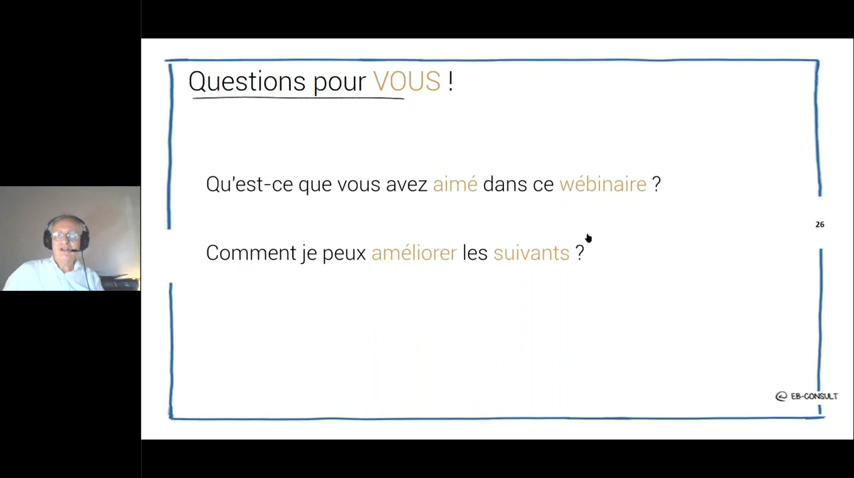 Questions pour VOUS !
Qu'est-ce que vous avez aimé dans ce wébinaire ?
26
Comment je peux améliorer les suivants ?
@ EB-CONSULT